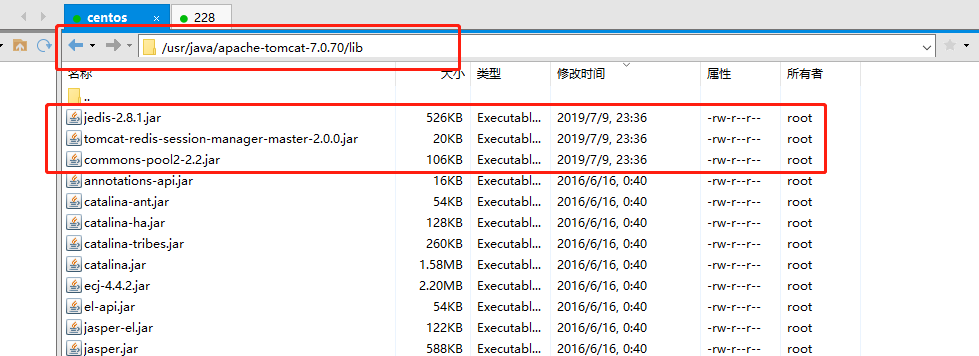 centos × 228
/usr/java/apache-tomcat-7.0.70/lib
名称 大小 类型 修改时间 属性 所有者
..
jedis-2.8.1.jar 526KB Executabl... 2019/7/9, 23:36 -rw-r--r-- root
tomcat-redis-session-manager-master-2.0.0.jar 20KB Executabl... 2019/7/9, 23:36 -rw-r--r-- root
commons-pool2-2.2.jar 106KB Executabl... 2019/7/9, 23:36 -rw-r--r-- root
annotations-api.jar 16KB Executabl... 2016/6/16, 0:40 -rw-r--r-- root
catalina-ant.jar 54KB Executabl... 2016/6/16, 0:40 -rw-r--r-- root
catalina-ha.jar 128KB Executabl... 2016/6/16, 0:40 -rw-r--r-- root
catalina-tribes.jar 260KB Executabl... 2016/6/16, 0:40 -rw-r--r-- root
catalina.jar 1.58MB Executabl... 2016/6/16, 0:40 -rw-r--r-- root
ecj-4.4.2.jar 2.20MB Executabl... 2016/6/16, 0:40 -rw-r--r-- root
el-api.jar 54KB Executabl... 2016/6/16, 0:40 -rw-r--r-- root
jasper-el.jar 122KB Executabl... 2016/6/16, 0:40 -rw-r--r-- root
jasper.jar 588KB Executabl... 2016/6/16, 0:40 -rw-r--r-- root